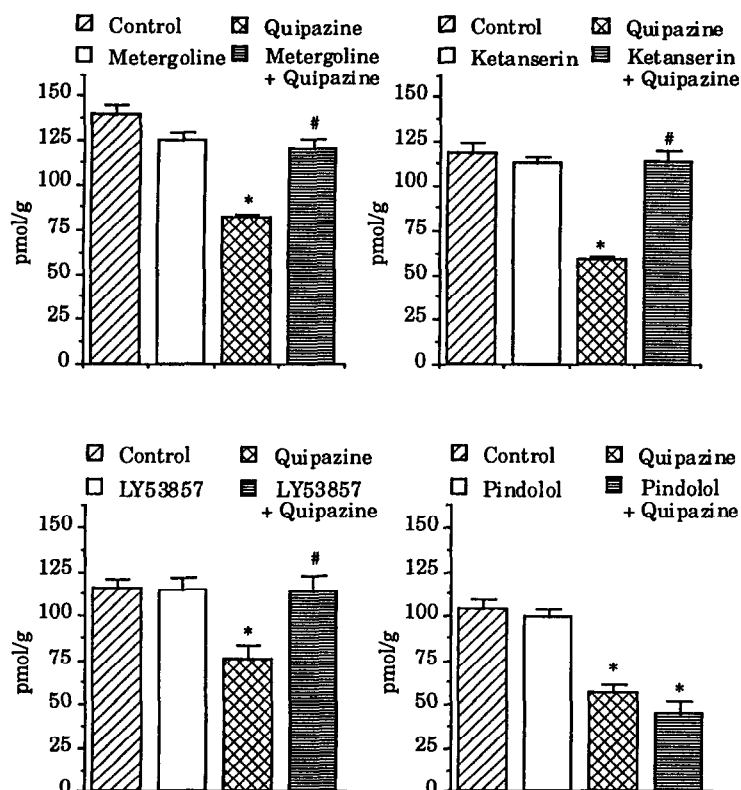 Control Quipazine
Metergoline Metergoline
+ Quipazine
150
125
100
75
50
25
0
pmol/g
*
#
Control Quipazine
Ketanserin Ketanserin
+ Quipazine
150
125
100
75
50
25
0
pmol/g
*
#
Control Quipazine
LY53857 LY53857
+ Quipazine
150
125
100
75
50
25
0
pmol/g
*
#
Control Quipazine
Pindolol Pindolol
+ Quipazine
150
125
100
75
50
25
0
pmol/g
*
*